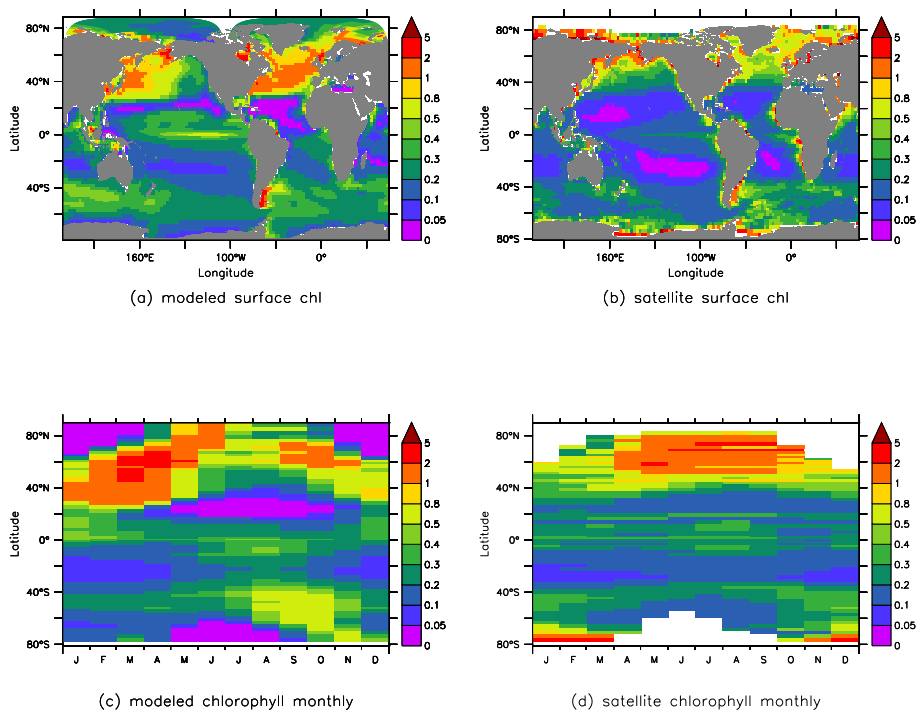 80°N
40°N
0°
40°S
Latitude
160°E 100°W 0°
Longitude
5
2
1
0.8
0.5
0.4
0.3
0.2
0.1
0.05
0
(a) modeled surface chl
80°N
40°N
0°
40°S
80°S
Latitude
160°E 100°W 0°
Longitude
5
2
1
0.8
0.5
0.4
0.3
0.2
0.1
0.05
0
(b) satellite surface chl
80°N
40°N
0°
40°S
80°S
Latitude
J F M A M J J A S O N D
5
2
1
0.8
0.5
0.4
0.3
0.2
0.1
0.05
0
(c) modeled chlorophyll monthly
80°N
40°N
0°
40°S
80°S
Latitude
J F M A M J J A S O N D
5
2
1
0.8
0.5
0.4
0.3
0.2
0.1
0.05
0
(d) satellite chlorophyll monthly